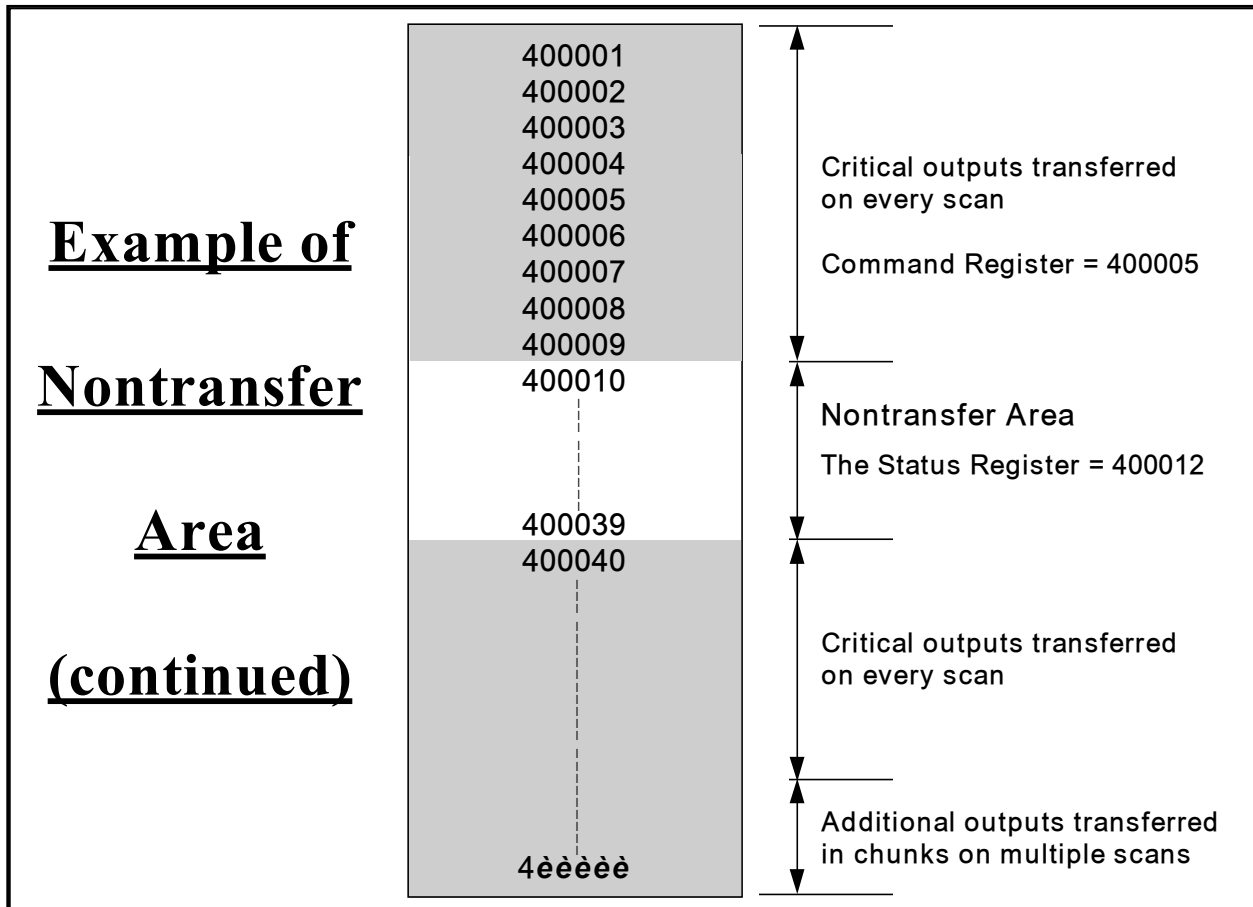 Example of
Nontransfer
Area
(continued)
400001
400002
400003
400004
400005
400006
400007
400008
400009
400010
400039
400040
4èèèèè
Critical outputs transferred
on every scan
Command Register = 400005
Nontransfer Area
The Status Register = 400012
Critical outputs transferred
on every scan
Additional outputs transferred
in chunks on multiple scans